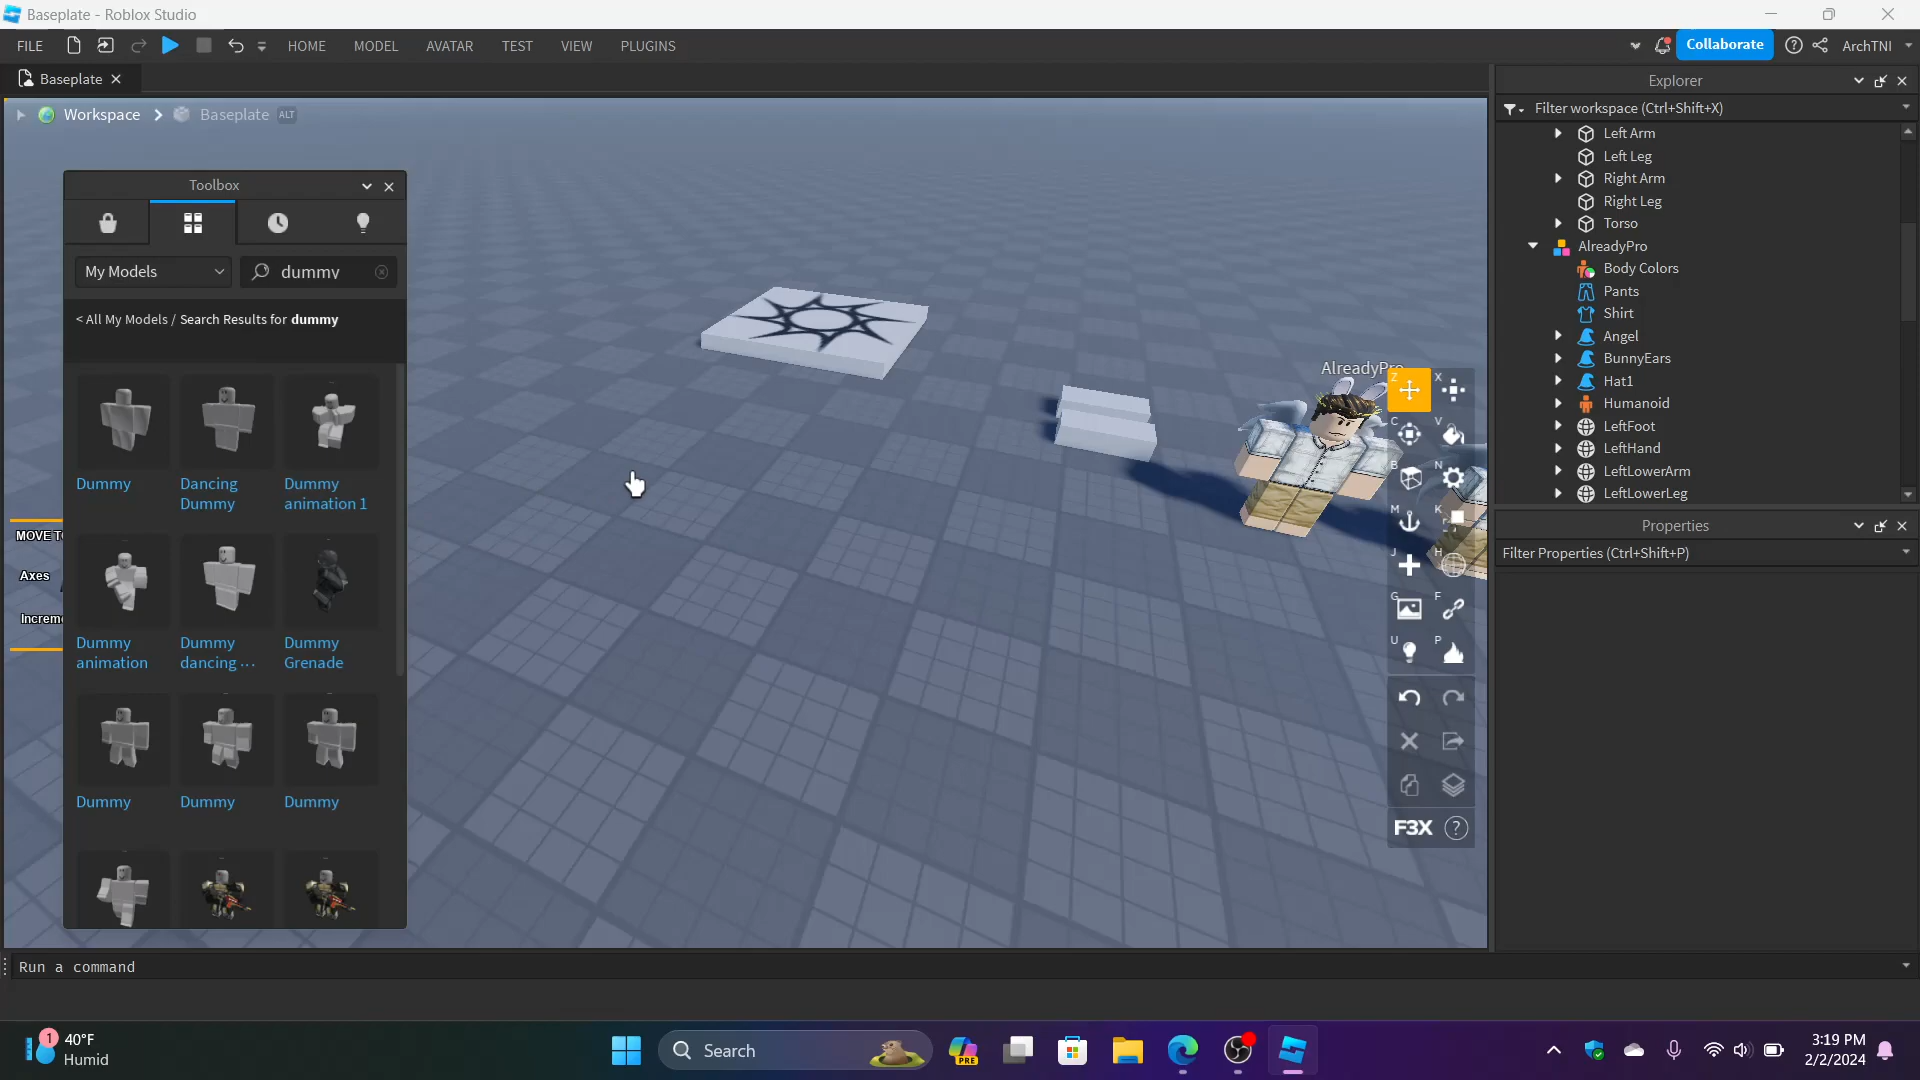 Baseplate - Roblox Studio
FILE HOME MODEL AVATAR TEST VIEW PLUGINS Collaborate ArchTNI
Baseplate
Workspace Baseplate ALT
Toolbox
My Models dummy
< All My Models / Search Results for dummy
Dummy
Dancing Dummy
Dummy animation 1
Dummy animation
Dummy dancing ...
Dummy Grenade
Dummy
Dummy
Dummy
Axes
AlreadyPro
Z X
C V
B N
M K
J H
G F
U P
F3X ?
Explorer
Filter workspace (Ctrl+Shift+X)
Left Arm
Left Leg
Right Arm
Right Leg
Torso
AlreadyPro
Body Colors
Pants
Shirt
Angel
BunnyEars
Hat1
Humanoid
LeftFoot
LeftHand
LeftLowerArm
LeftLowerLeg
Properties
Filter Properties (Ctrl+Shift+P)
Run a command
1
40°F
Humid
Search
PRE
3:19 PM
2/2/2024